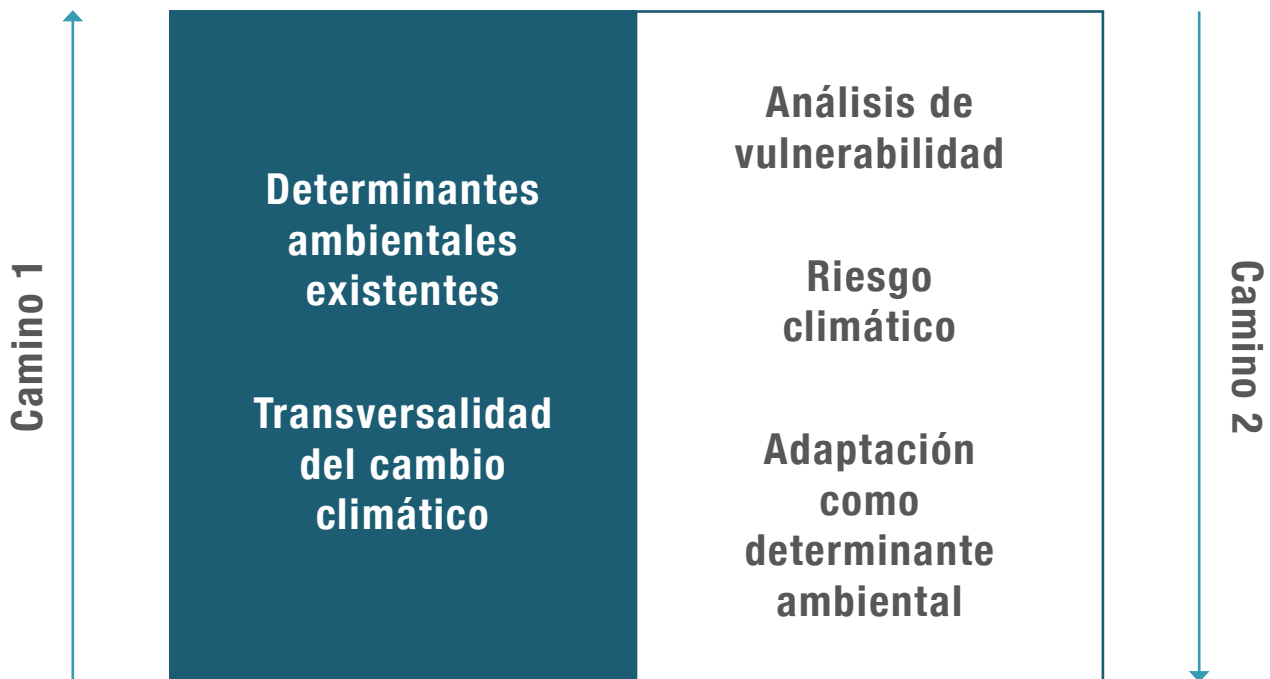 Camino 1
Determinantes
ambientales
existentes
Transversalidad
del cambio
climático
Análisis de
vulnerabilidad
Riesgo
climático
Adaptación
como
determinante
ambiental
Camino 2